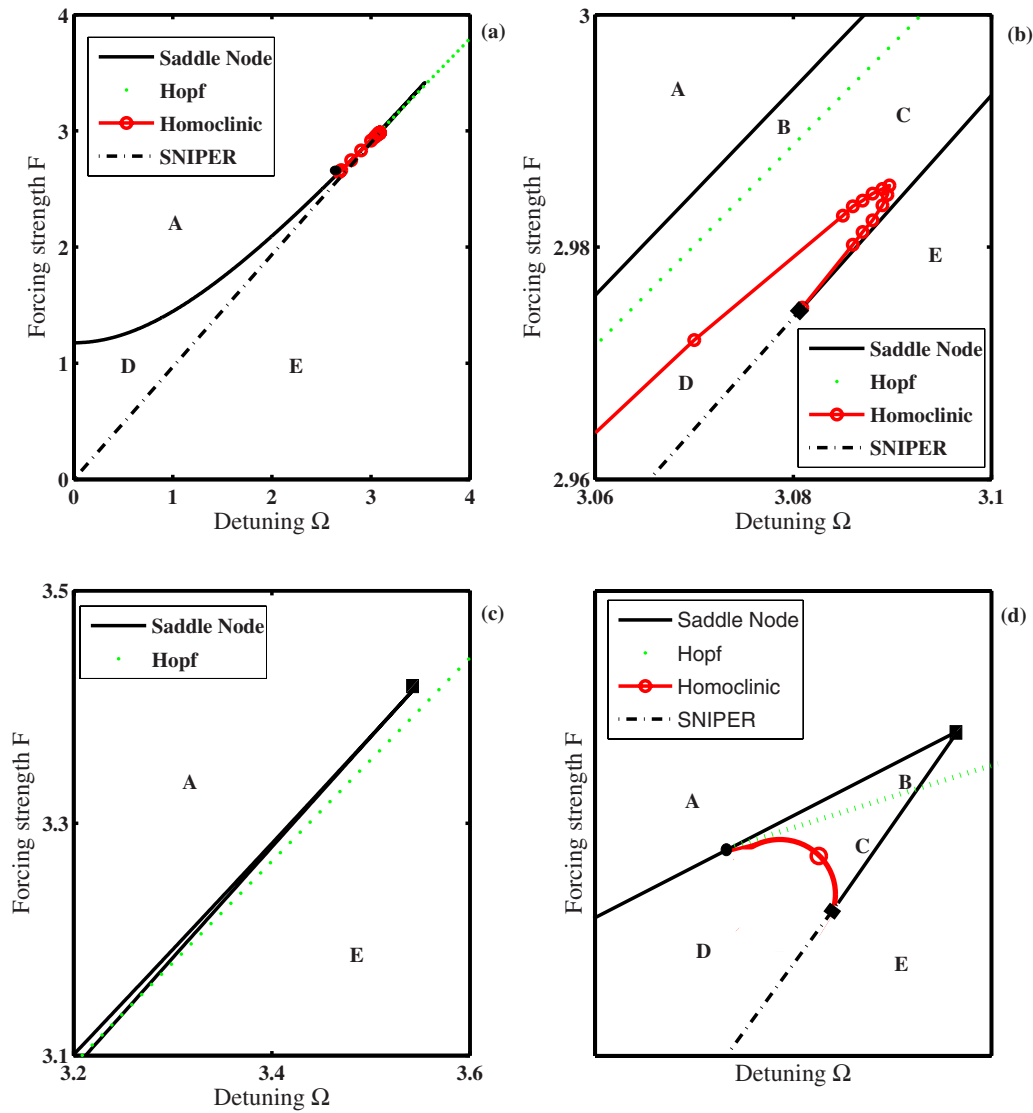 (a)
Forcing strength F
4
3
2
1
0
Saddle Node
Hopf
Homoclinic
SNIPER
A
D
E
0 1 2 3 4
Detuning Ω
(b)
Forcing strength F
3
2.98
2.96
A
B
C
E
D
Saddle Node
Hopf
Homoclinic
SNIPER
3.06 3.08 3.1
Detuning Ω
(c)
Forcing strength F
3.5
3.3
3.1
Saddle Node
Hopf
A
E
3.2 3.4 3.6
Detuning Ω
(d)
Forcing strength F
Saddle Node
Hopf
Homoclinic
SNIPER
A
B
C
D
E
Detuning Ω